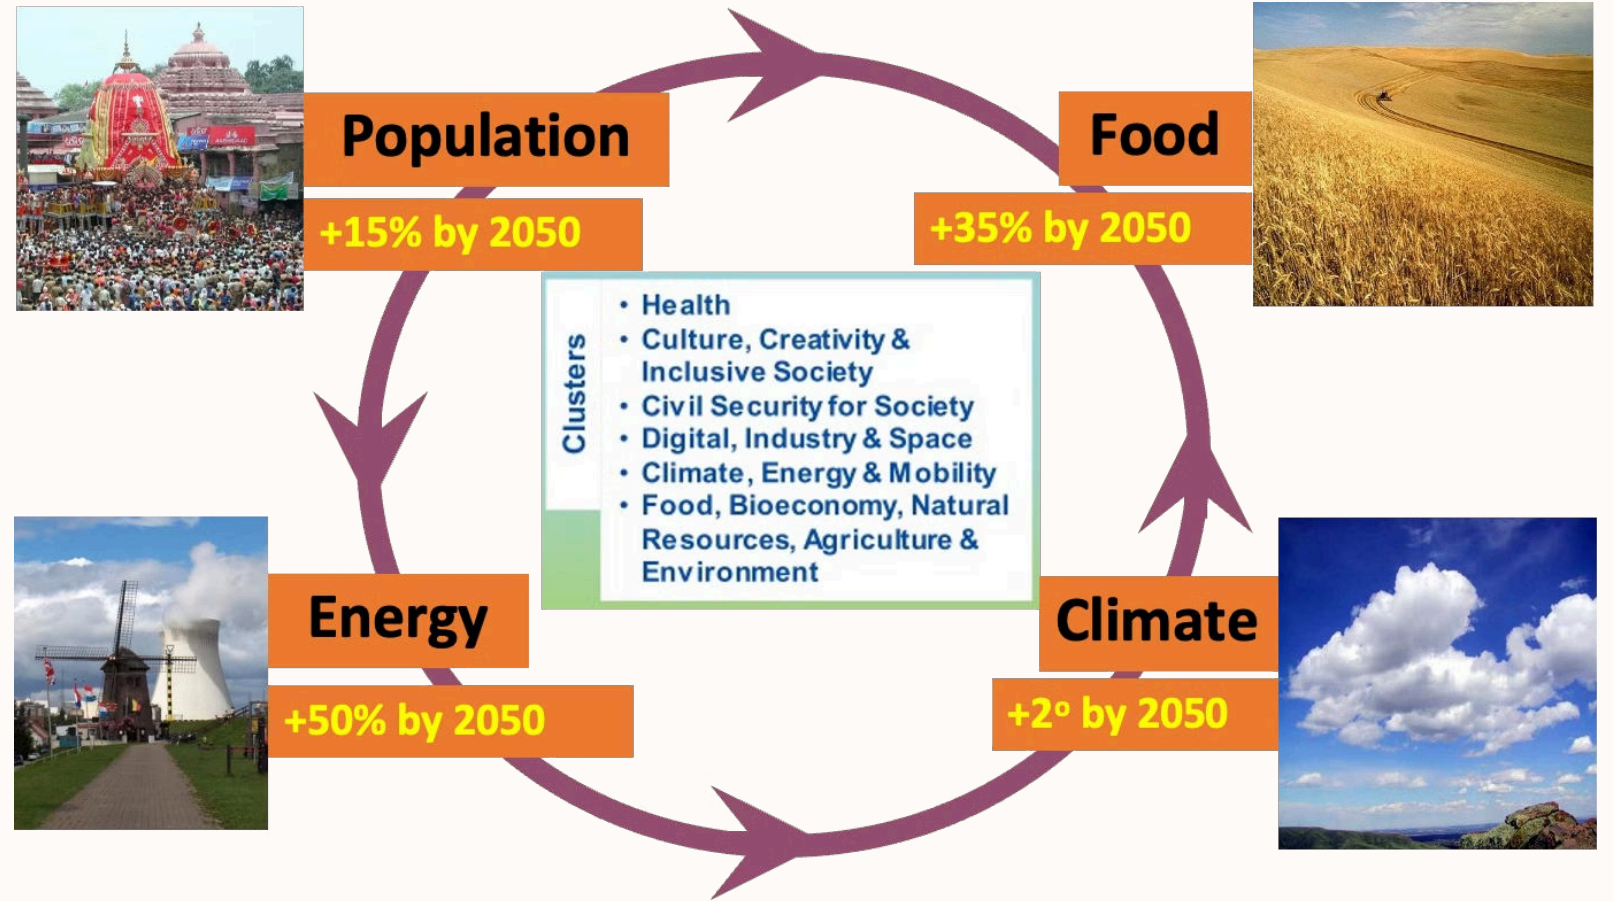 Population
+15% by 2050
Food
+35% by 2050
Clusters
• Health
• Culture, Creativity &
Inclusive Society
• Civil Security for Society
• Digital, Industry & Space
• Climate, Energy & Mobility
• Food, Bioeconomy, Natural
Resources, Agriculture &
Environment
Energy
+50% by 2050
Climate
+2° by 2050